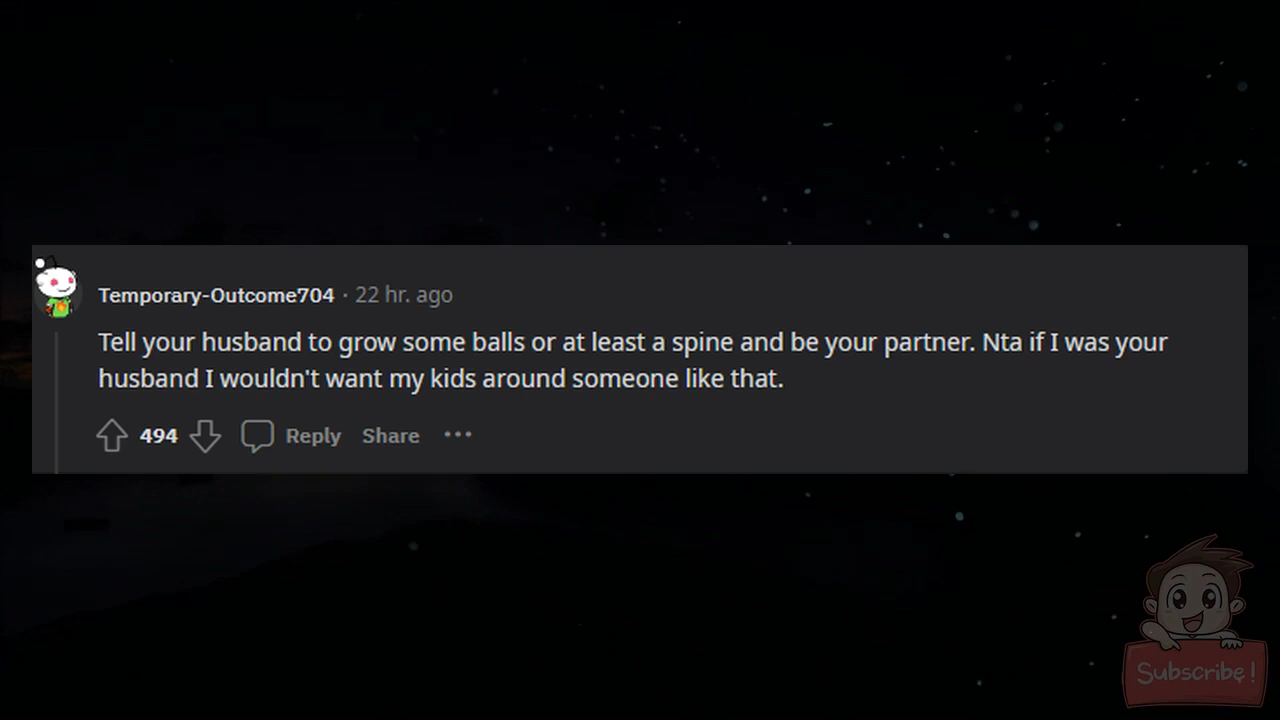 Temporary-Outcome704 · 22 hr. ago
Tell your husband to grow some balls or at least a spine and be your partner. Nta if I was your
husband I wouldn't want my kids around someone like that.
494 Reply Share ···
Subscribe!